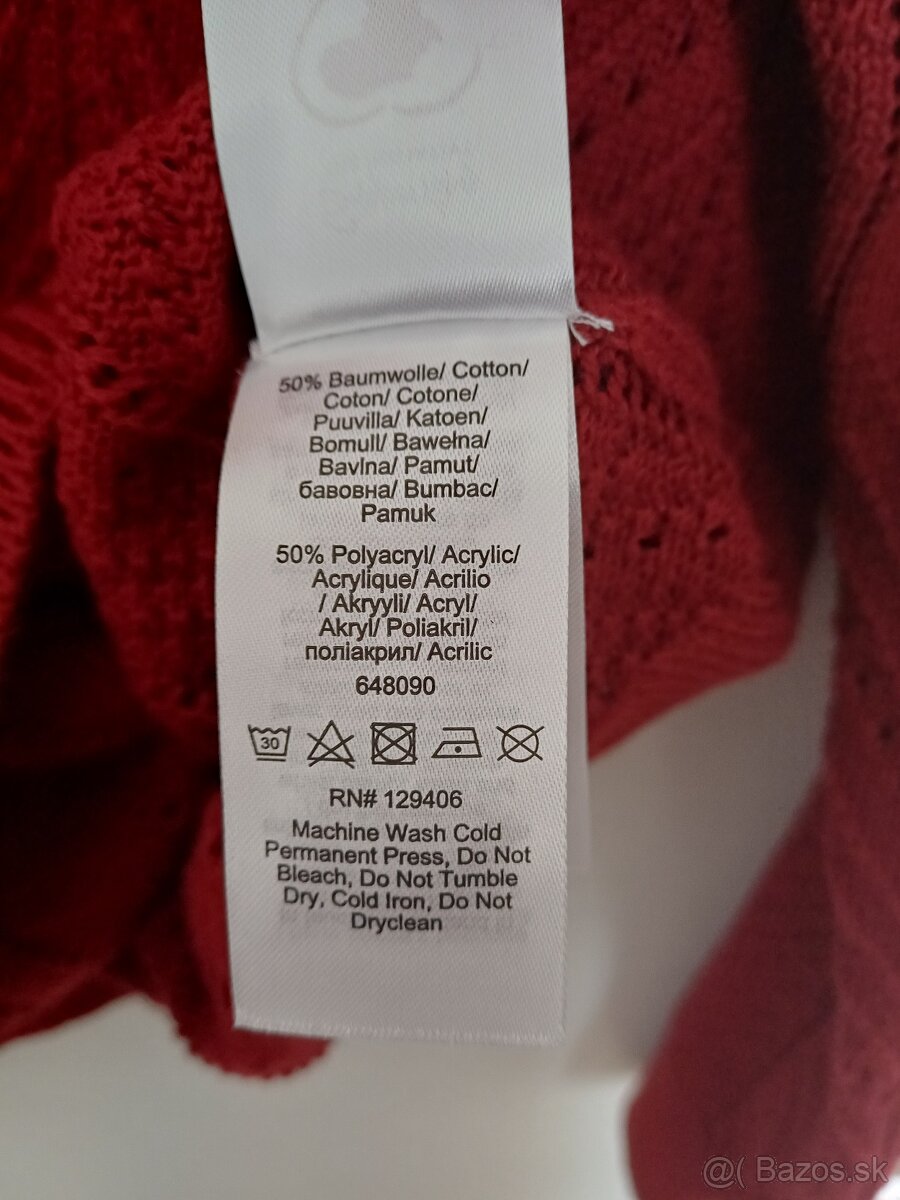 50% Baumwolle/ Cotton/
Coton/ Cotone/
Puuvilla/ Katoen/
Bomull/ Bawełna/
Bavlna/ Pamut/
бавовна/ Bumbac/
Pamuk
50% Polyacryl/ Acrylic/
Acrylique/ Acrilio
/ Akryyli/ Acryl/
Akryl/ Poliakril/
поліакрил/ Acrilic
648090
30
RN# 129406
Machine Wash Cold
Permanent Press, Do Not
Bleach, Do Not Tumble
Dry, Cold Iron, Do Not
Dryclean
@( Bazos.sk